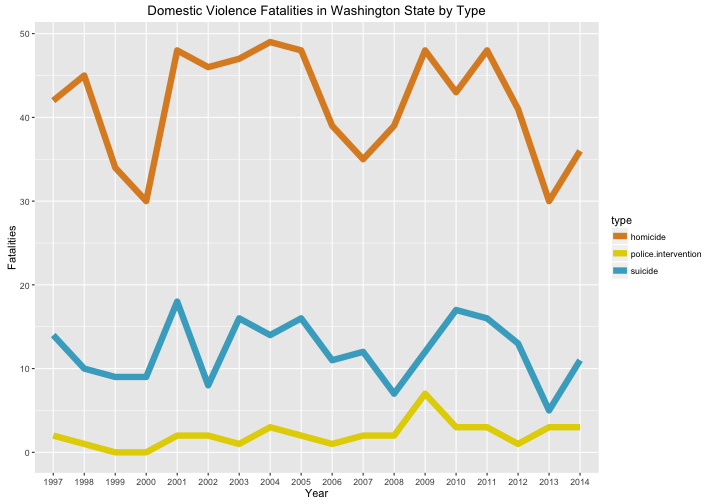 Domestic Violence Fatalities in Washington State by Type
50
40
30
20
10
0
Fatalities
1997 1998 1999 2000 2001 2002 2003 2004 2005 2006 2007 2008 2009 2010 2011 2012 2013 2014
Year
type
homicide
police.intervention
suicide